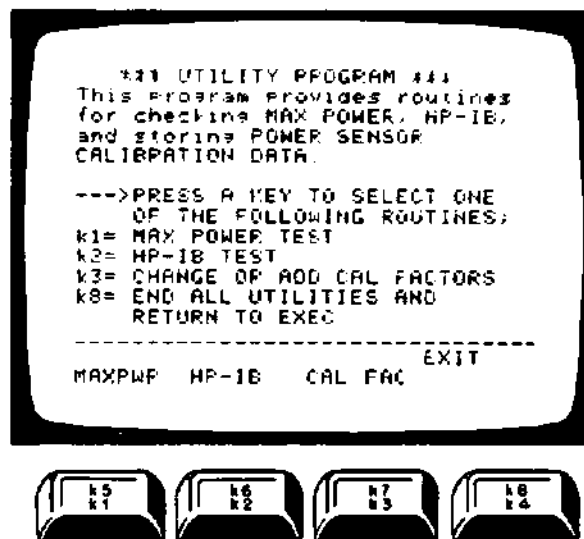 *** UTILITY PROGRAM ***
This program provides routines
for checking MAX POWER, HP-IB,
and storing POWER SENSOR
CALIBRATION DATA.
--->PRESS A KEY TO SELECT ONE
OF THE FOLLOWING ROUTINES;
k1= MAX POWER TEST
k2= HP-IB TEST
k3= CHANGE OR ADD CAL FACTORS
k8= END ALL UTILITIES AND
RETURN TO EXEC
--------------------------------
EXIT
MAXPWR HP-IB CAL FAC
k5 k6 k7 k8
k1 k2 k3 k4